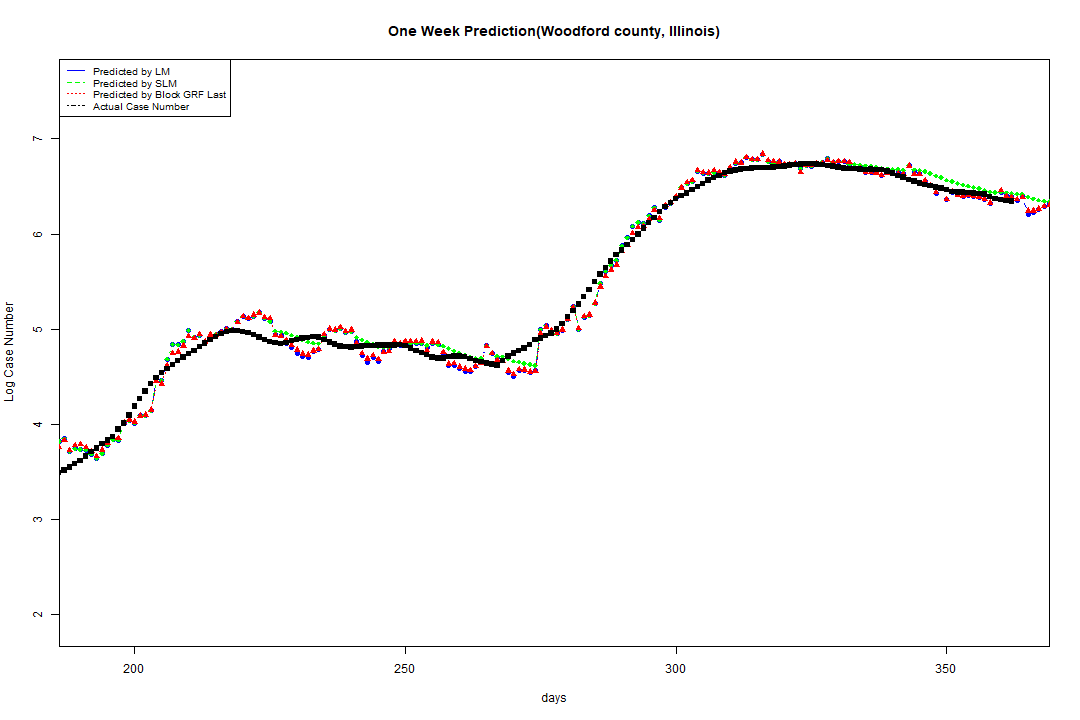 One Week Prediction(Woodford county, Illinois)
Predicted by LM
Predicted by SLM
Predicted by Block GRF Last
Actual Case Number
7
6
5
4
3
2
Log Case Number
200 250 300 350
days